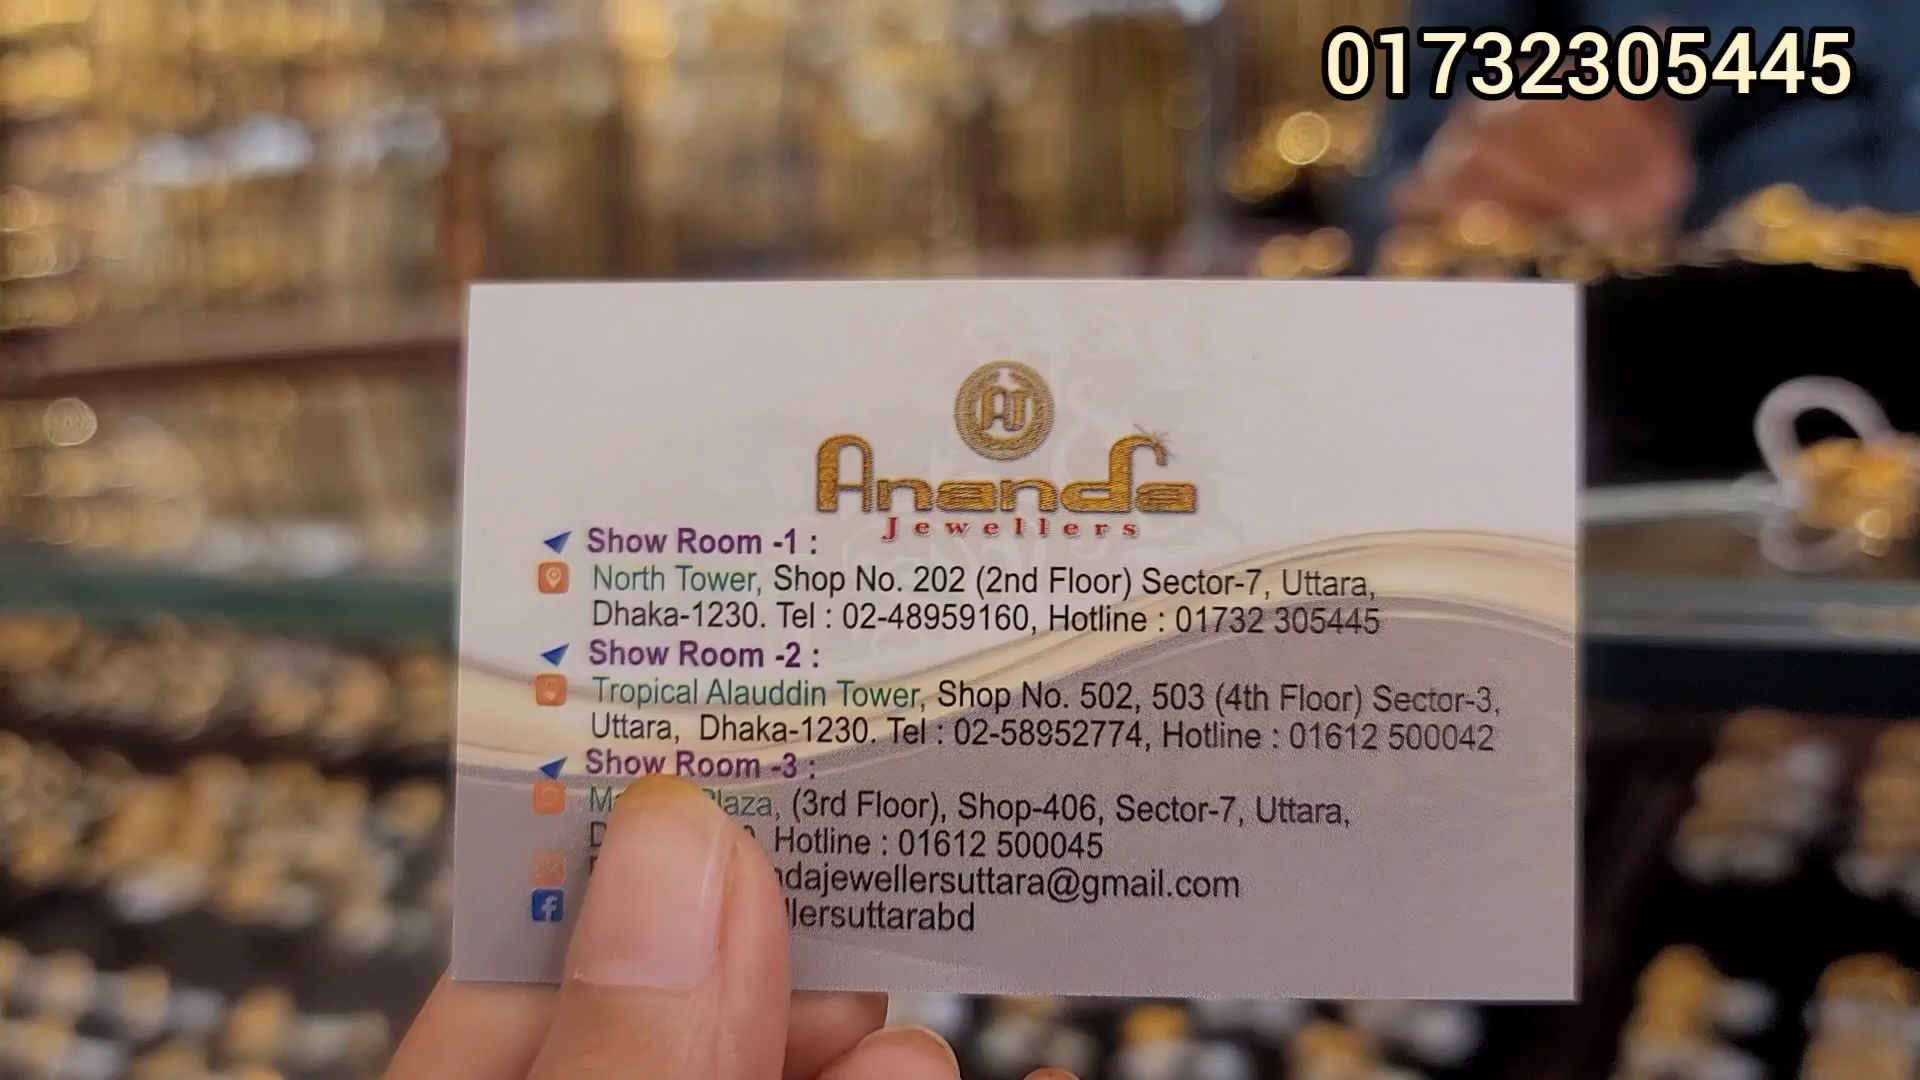 01732305445
AJ
Ananda
Jewellers
Show Room -1 :
North Tower, Shop No. 202 (2nd Floor) Sector-7, Uttara,
Dhaka-1230. Tel : 02-48959160, Hotline : 01732 305445
Show Room -2 :
Tropical Alauddin Tower, Shop No. 502, 503 (4th Floor) Sector-3,
Uttara, Dhaka-1230. Tel : 02-58952774, Hotline : 01612 500042
Show Room -3 :
(3rd Floor), Shop-406, Sector-7, Uttara,
Hotline : 01612 500045
ndajewellersuttara@gmail.com
llersuttarabd